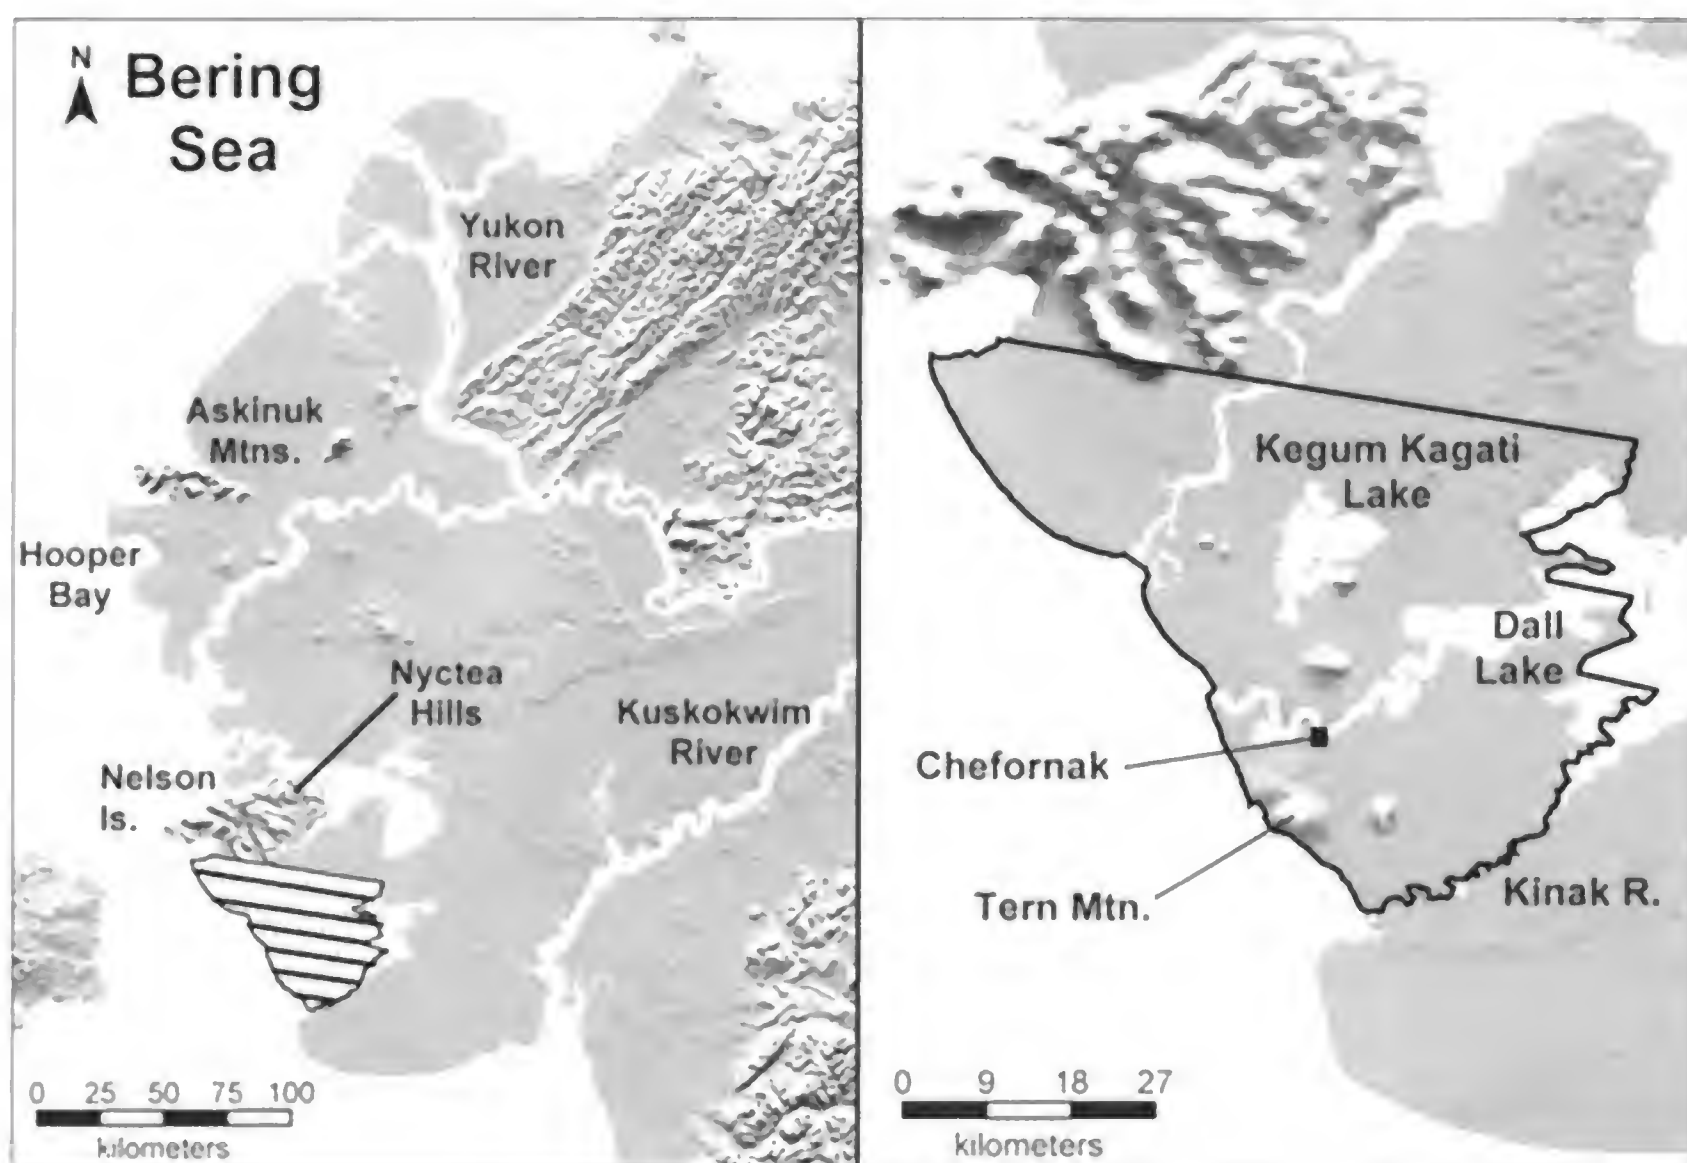 N
Bering
Sea
Yukon
River
Askinuk
Mtns.
Hooper
Bay
Nyctea
Hills
Kuskokwim
River
Nelson
Is.
0 25 50 75 100
kilometers
Kegum Kagati
Lake
Dall
Lake
Chefornak
Tern Mtn.
Kinak R.
0 9 18 27
kilometers